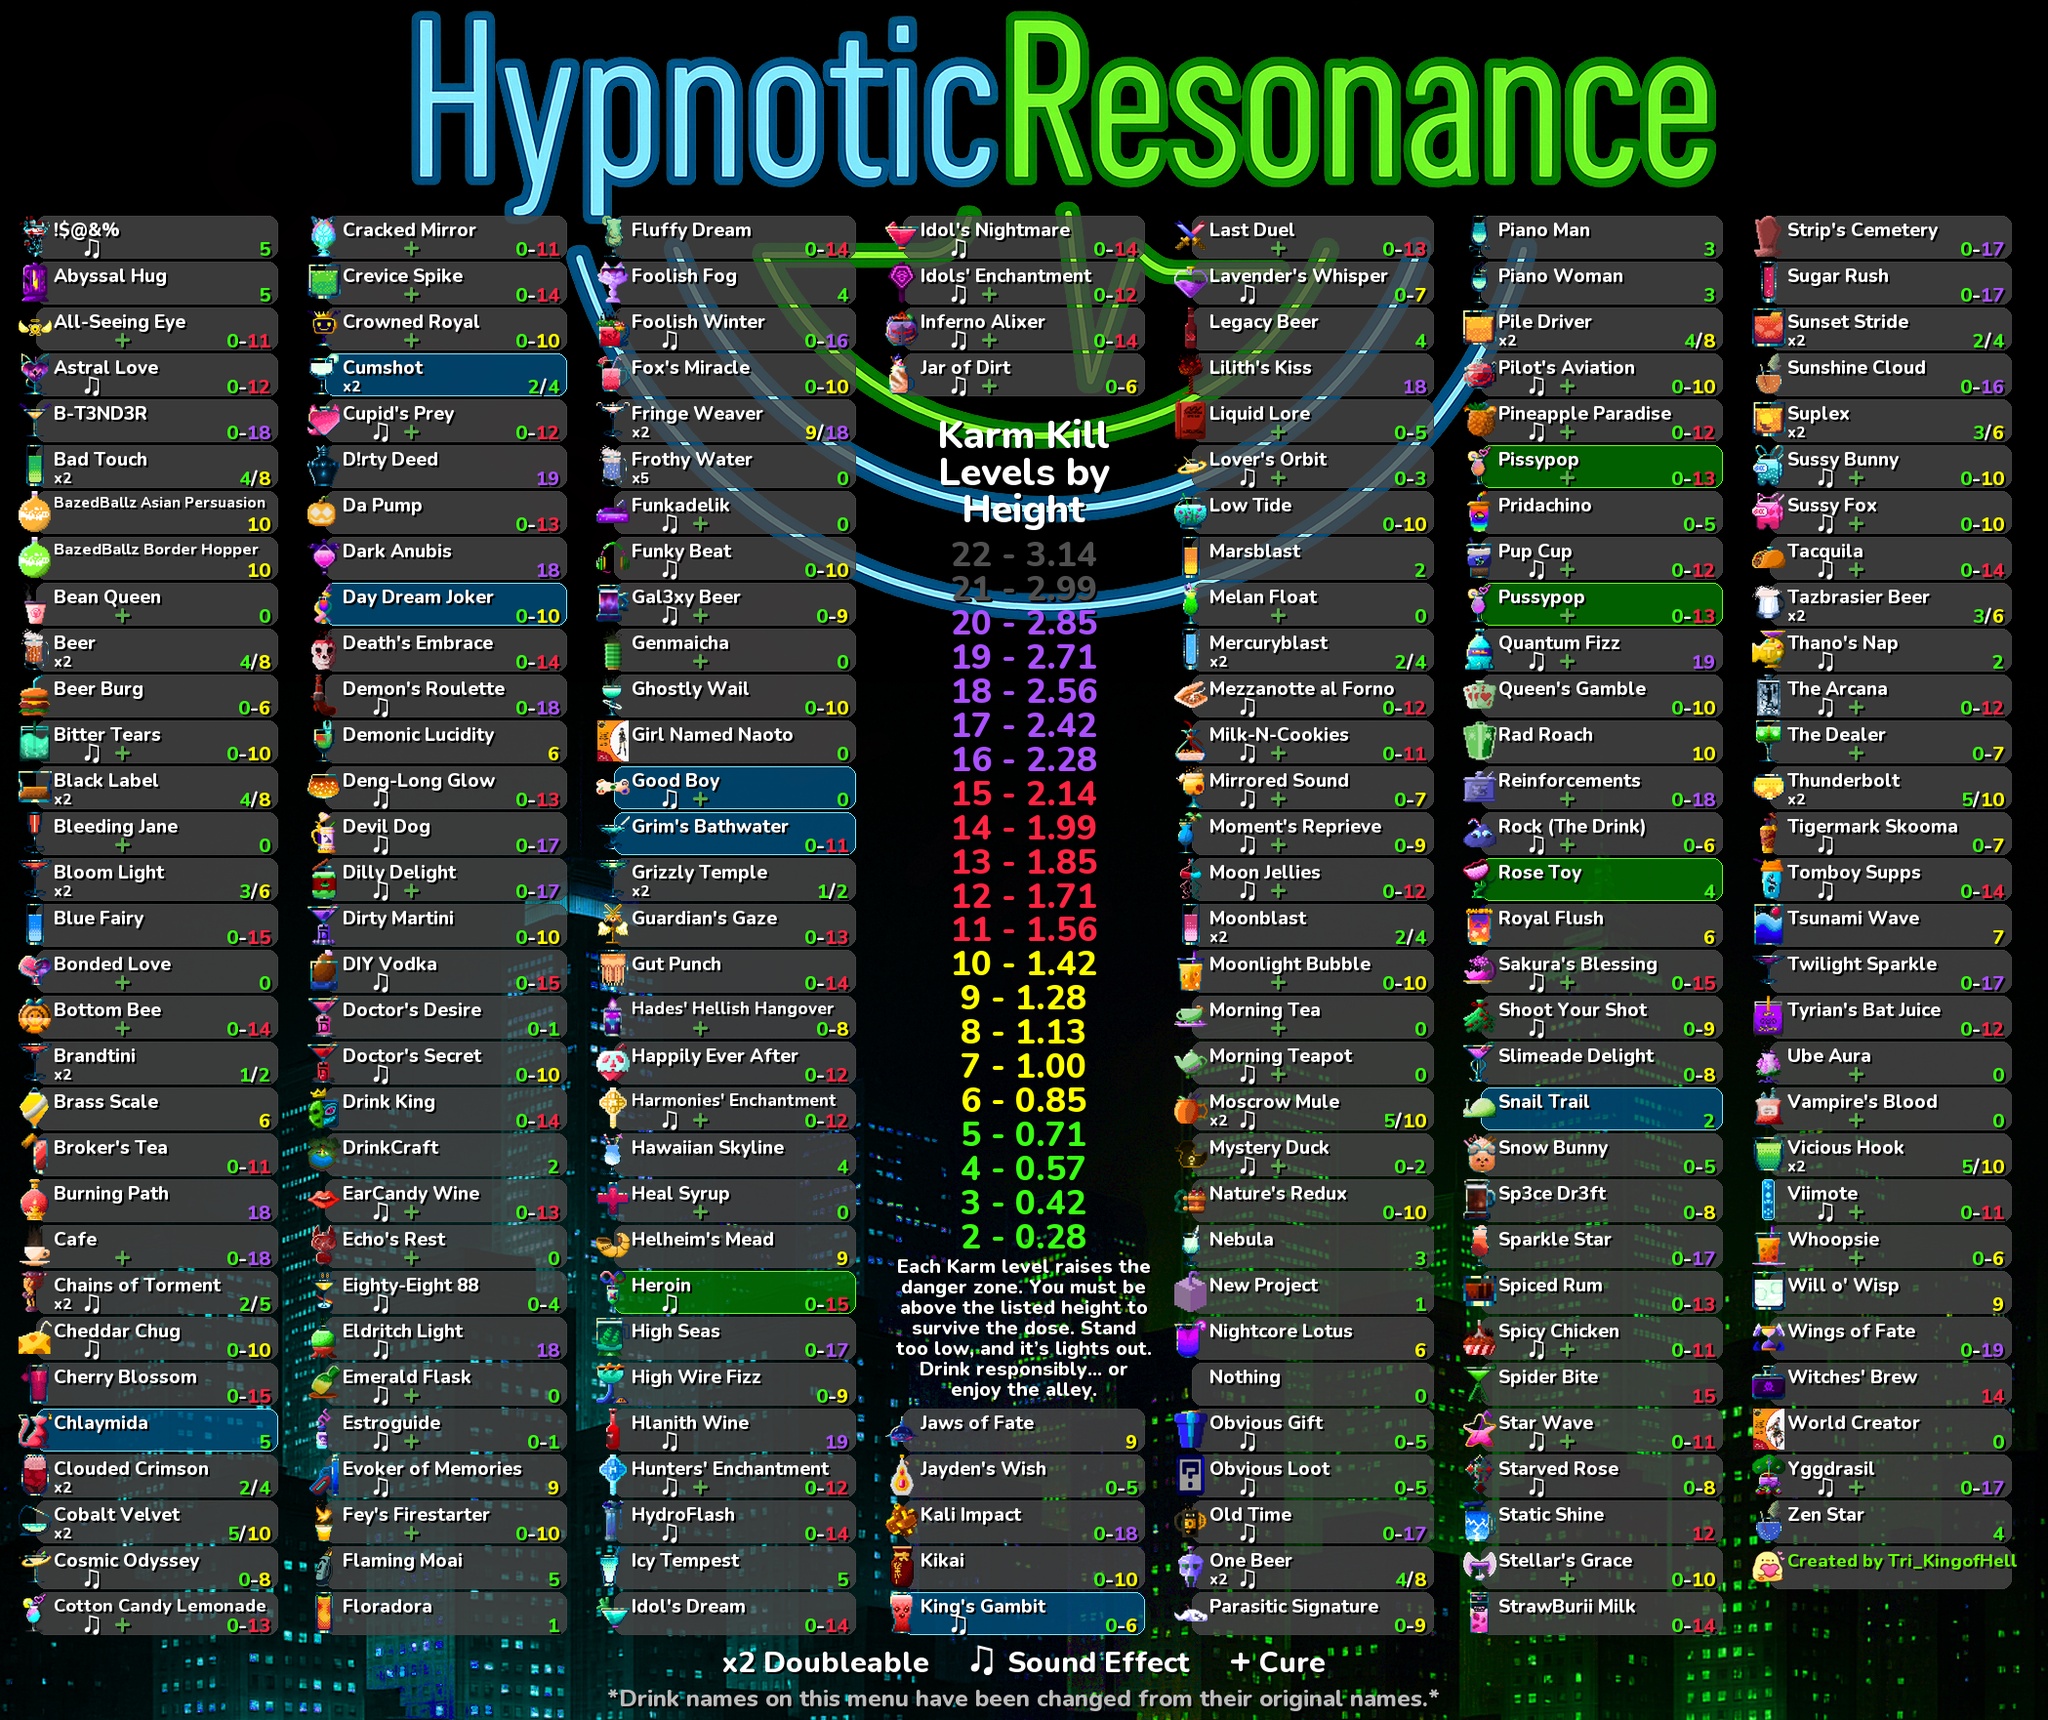 HypnoticResonance
!$@&%
♫ 5
Abyssal Hug
5
All-Seeing Eye
+ 0-11
Astral Love
♫ 0-12
B-T3ND3R
0-18
Bad Touch
x2 4/8
BazedBallz Asian Persuasion
10
BazedBallz Border Hopper
10
Bean Queen
+ 0
Beer
x2 4/8
Beer Burg
0-6
Bitter Tears
♫ + 0-10
Black Label
x2 4/8
Bleeding Jane
+ 0
Bloom Light
x2 3/6
Blue Fairy
0-15
Bonded Love
+ 0
Bottom Bee
+ 0-14
Brandtini
x2 1/2
Brass Scale
6
Broker's Tea
0-11
Burning Path
18
Cafe
+ 0-18
Chains of Torment
x2 ♫ 2/5
Cheddar Chug
♫ 0-10
Cherry Blossom
0-15
Chlaymida
5
Clouded Crimson
x2 2/4
Cobalt Velvet
x2 5/10
Cosmic Odyssey
♫ 0-8
Cotton Candy Lemonade
♫ + 0-13
Cracked Mirror
+ 0-11
Crevice Spike
+ 0-14
Crowned Royal
+ 0-10
Cumshot
x2 2/4
Cupid's Prey
♫ + 0-12
D!rty Deed
19
Da Pump
0-13
Dark Anubis
18
Day Dream Joker
0-10
Death's Embrace
0-14
Demon's Roulette
♫ 0-18
Demonic Lucidity
6
Deng-Long Glow
♫ 0-13
Devil Dog
♫ 0-17
Dilly Delight
♫ + 0-17
Dirty Martini
0-10
DIY Vodka
♫ 0-15
Doctor's Desire
0-1
Doctor's Secret
♫ 0-10
Drink King
0-14
DrinkCraft
2
EarCandy Wine
♫ + 0-13
Echo's Rest
+ 0
Eighty-Eight 88
0-4
Eldritch Light
♫ 18
Emerald Flask
♫ + 0
Estroguide
♫ + 0-1
Evoker of Memories
♫ 9
Fey's Firestarter
+ 0-10
Flaming Moai
5
Floradora
1
Fluffy Dream
0-14
Foolish Fog
4
Foolish Winter
♫ 0-16
Fox's Miracle
0-10
Fringe Weaver
x2 9/18
Frothy Water
x5 0
Funkadelik
♫ + 0
Funky Beat
♫ 0-10
Gal3xy Beer
♫ 0-9
Genmaicha
+ 0
Ghostly Wail
0-10
Girl Named Naoto
0
Good Boy
♫ + 0
Grim's Bathwater
0-11
Grizzly Temple
x2 1/2
Guardian's Gaze
0-13
Gut Punch
0-14
Hades' Hellish Hangover
+ 0-8
Happily Ever After
0-12
Harmonies' Enchantment
♫ + 0-12
Hawaiian Skyline
4
Heal Syrup
+ 0
Helheim's Mead
9
Heroin
♫ 0-15
High Seas
0-17
High Wire Fizz
0-9
Hlanith Wine
♫ 19
Hunters' Enchantment
♫ + 0-12
HydroFlash
0-14
Icy Tempest
5
Idol's Dream
0-14
Idol's Nightmare
♫ 0-14
Idols' Enchantment
♫ + 0-12
Inferno Alixer
♫ + 0-14
Jar of Dirt
♫ + 0-6
Karm Kill
Levels by
Height
22 - 3.14
21 - 2.99
20 - 2.85
19 - 2.71
18 - 2.56
17 - 2.42
16 - 2.28
15 - 2.14
14 - 1.99
13 - 1.85
12 - 1.71
11 - 1.56
10 - 1.42
9 - 1.28
8 - 1.13
7 - 1.00
6 - 0.85
5 - 0.71
4 - 0.57
3 - 0.42
2 - 0.28
Each Karm level raises the
danger zone. You must be
above the listed height to
survive the dose. Stand
too low, and it's lights out.
Drink responsibly... or
enjoy the alley.
Jaws of Fate
9
Jayden's Wish
0-5
Kali Impact
0-18
Kikai
0-10
King's Gambit
♫ 0-6
Last Duel
+ 0-13
Lavender's Whisper
♫ 0-7
Legacy Beer
4
Lilith's Kiss
18
Liquid Lore
+ 0-5
Lover's Orbit
♫ + 0-3
Low Tide
0-10
Marsblast
2
Melan Float
+ 0
Mercuryblast
x2 2/4
Mezzanotte al Forno
♫ 0-12
Milk-N-Cookies
♫ + 0-11
Mirrored Sound
♫ + 0-7
Moment's Reprieve
♫ + 0-9
Moon Jellies
♫ + 0-12
Moonblast
x2 2/4
Moonlight Bubble
+ 0-10
Morning Tea
+ 0
Morning Teapot
♫ + 0
Moscrow Mule
x2 ♫ 5/10
Mystery Duck
♫ + 0-2
Nature's Redux
0-10
Nebula
3
New Project
1
Nightcore Lotus
6
Nothing
0
Obvious Gift
♫ 0-5
Obvious Loot
♫ 0-5
Old Time
♫ 0-17
One Beer
x2 ♫ 4/8
Parasitic Signature
0-9
Piano Man
3
Piano Woman
3
Pile Driver
x2 4/8
Pilot's Aviation
♫ + 0-10
Pineapple Paradise
♫ + 0-12
Pissypop
+ 0-13
Pridachino
0-5
Pup Cup
♫ + 0-12
Pussypop
+ 0-13
Quantum Fizz
♫ + 19
Queen's Gamble
0-10
Rad Roach
10
Reinforcements
+ 0-18
Rock (The Drink)
♫ + 0-6
Rose Toy
4
Royal Flush
6
Sakura's Blessing
♫ + 0-15
Shoot Your Shot
♫ 0-9
Slimeade Delight
0-8
Snail Trail
2
Snow Bunny
0-5
Sp3ce Dr3ft
0-8
Sparkle Star
0-17
Spiced Rum
0-13
Spicy Chicken
♫ + 0-11
Spider Bite
15
Star Wave
♫ + 0-11
Starved Rose
♫ 0-8
Static Shine
12
Stellar's Grace
+ 0-10
StrawBurii Milk
0-14
Strip's Cemetery
0-17
Sugar Rush
0-17
Sunset Stride
x2 2/4
Sunshine Cloud
0-16
Suplex
x2 3/6
Sussy Bunny
♫ + 0-10
Sussy Fox
♫ + 0-10
Tacquila
♫ + 0-14
Tazbrasier Beer
x2 3/6
Thano's Nap
♫ 2
The Arcana
♫ + 0-12
The Dealer
+ 0-7
Thunderbolt
x2 5/10
Tigermark Skooma
♫ 0-7
Tomboy Supps
♫ 0-14
Tsunami Wave
7
Twilight Sparkle
0-17
Tyrian's Bat Juice
0-12
Ube Aura
+ 0
Vampire's Blood
+ 0
Vicious Hook
x2 5/10
Viimote
♫ + 0-11
Whoopsie
+ 0-6
Will o' Wisp
9
Wings of Fate
0-19
Witches' Brew
14
World Creator
0
Yggdrasil
♫ + 0-17
Zen Star
4
Created by Tri_KingofHell
x2 Doubleable ♫ Sound Effect + Cure
*Drink names on this menu have been changed from their original names.*